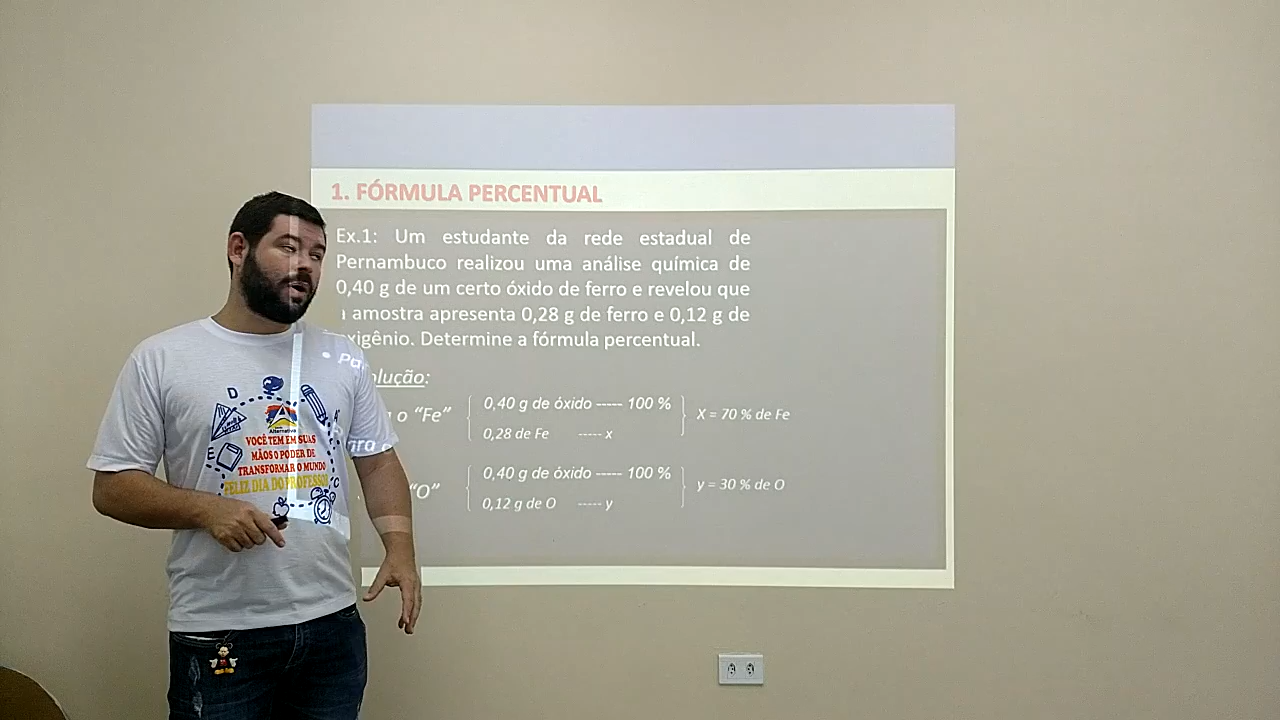 1. FÓRMULA PERCENTUAL
Ex.1: Um estudante da rede estadual de
Pernambuco realizou uma análise química de
0,40 g de um certo óxido de ferro e revelou que
amostra apresenta 0,28 g de ferro e 0,12 g de
xigênio. Determine a fórmula percentual.
olução:
o “Fe”
0,40 g de óxido ----- 100 %
0,28 de Fe ----- x
X = 70 % de Fe
“O”
0,40 g de óxido ----- 100 %
0,12 g de O ----- y
y = 30 % de O
D
E
Alternativa
VOCÊ TEM EM SUAS
MÃOS O PODER DE
TRANSFORMAR O MUNDO
FELIZ DIA DO PROFESSOR